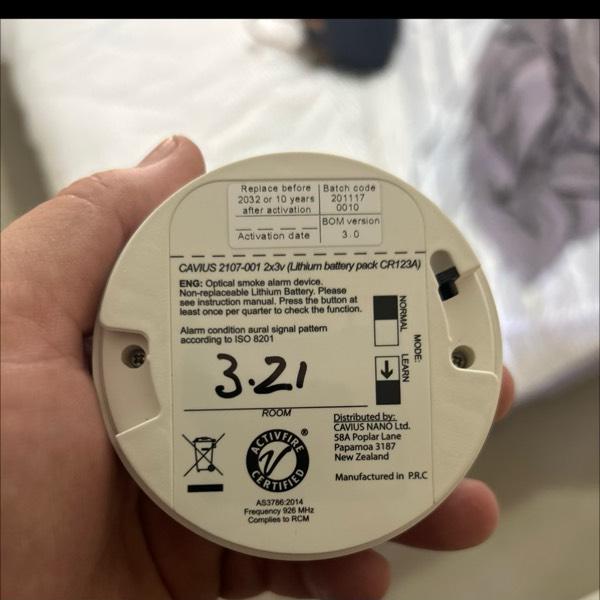 Replace before
2032 or 10 years
after activation
Activation date
Batch code
201117
0010
BOM version
3.0
CAVIUS 2107-001 2x3v (Lithium battery pack CR123A)
ENG: Optical smoke alarm device.
Non-replaceable Lithium Battery. Please
see instruction manual. Press the button at
least once per quarter to check the function.
Alarm condition aural signal pattern
according to ISO 8201
NORMAL
MODE:
LEARN
3.21
ROOM
ACTIVFIRE
®
CERTIFIED
AS3786:2014
Frequency 926 MHz
Complies to RCM
Distributed by:
CAVIUS NANO Ltd.
58A Poplar Lane
Papamoa 3187
New Zealand
Manufactured in P.R.C